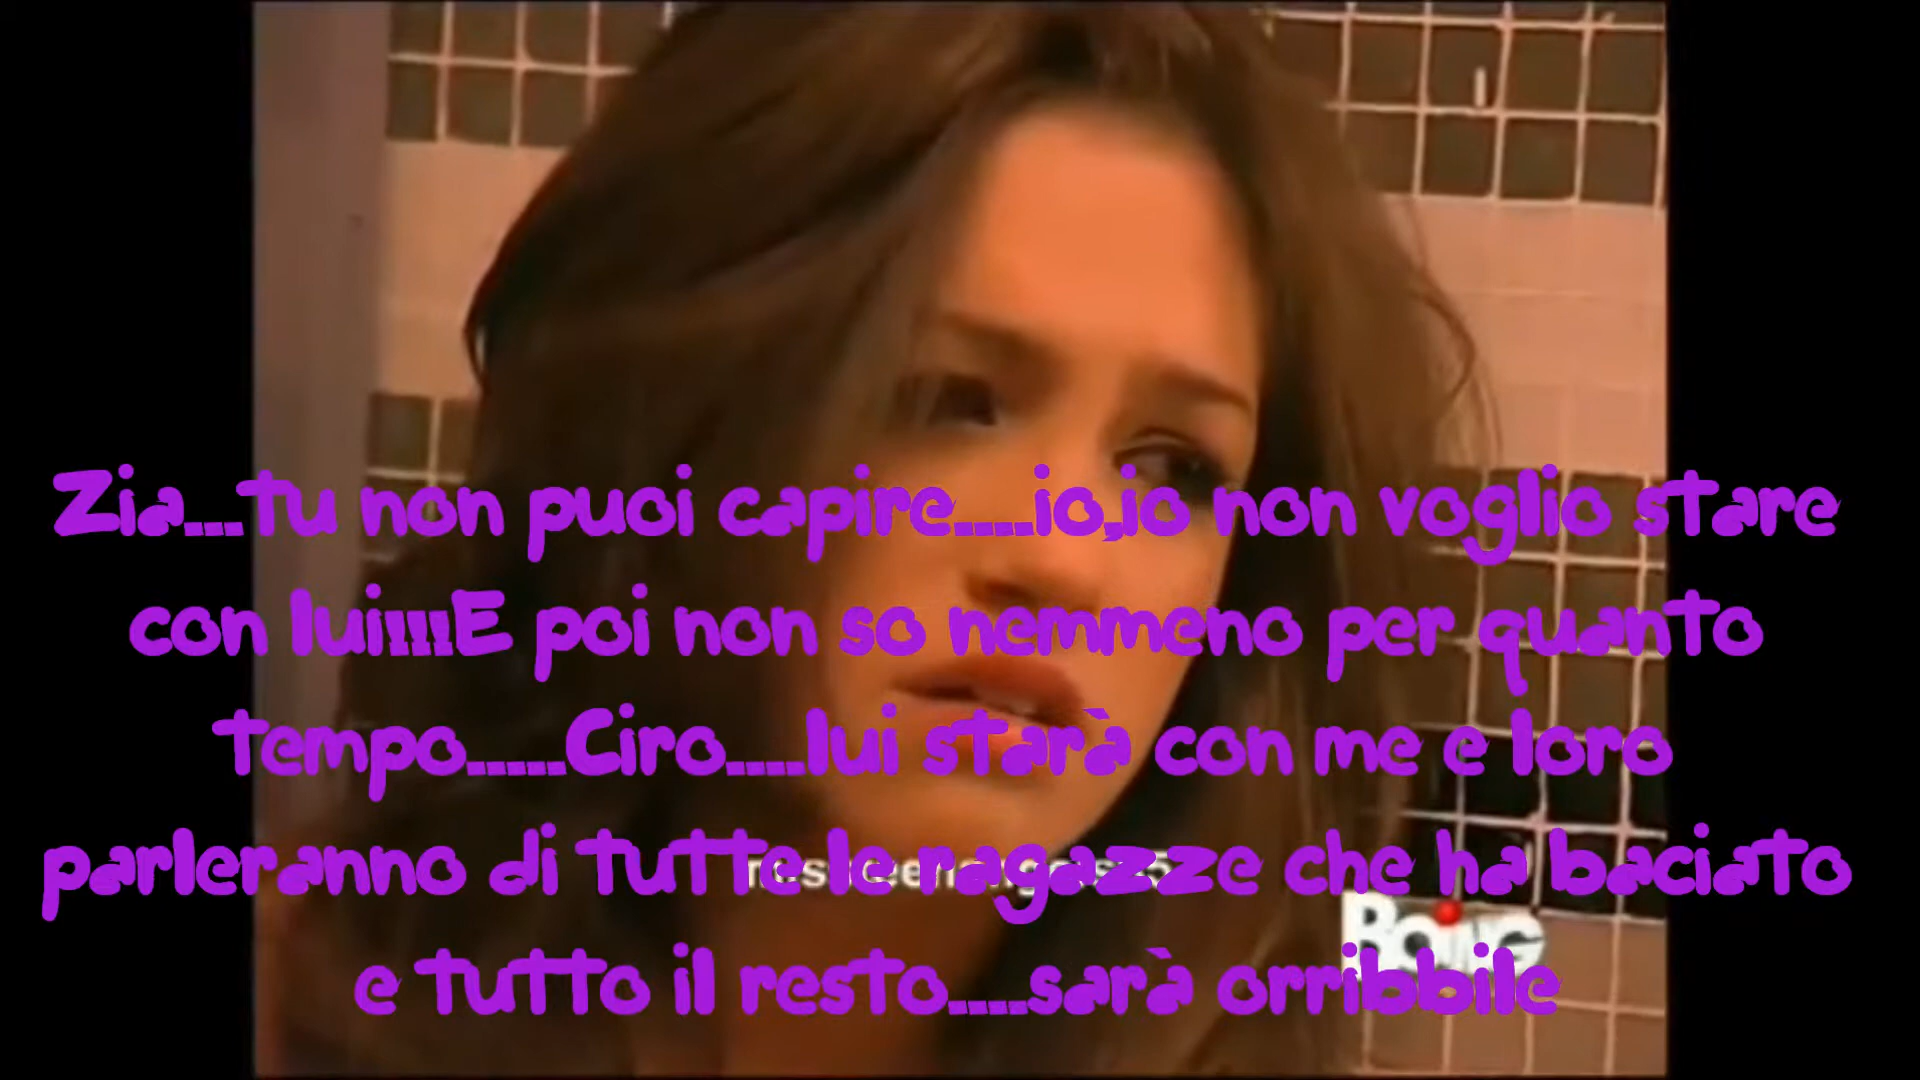 Zia....tu non puoi capire.....io,io non voglio stare
con lui!!!E poi non so nemmeno per quanto
tempo......Ciro.....lui starà con me e loro
parleranno di tutte le ragazze che ha baciato
e tutto il resto.....sarà orribbile
BOING